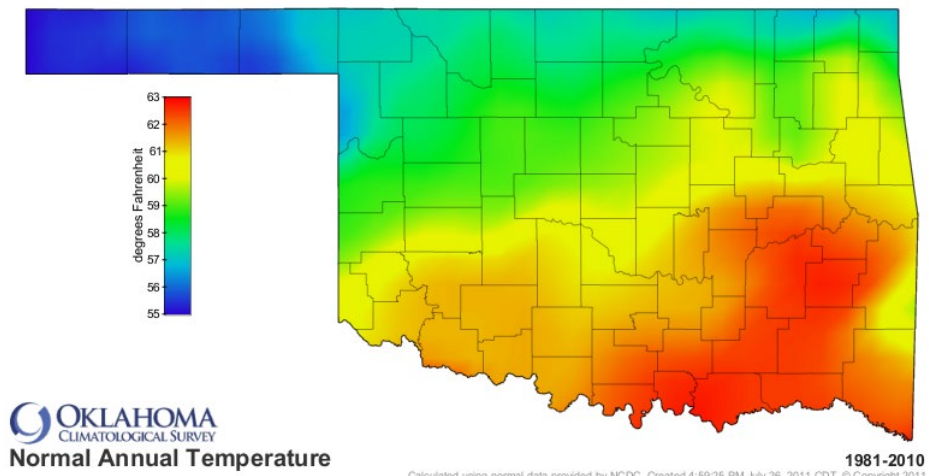 63
62
61
60
59
58
57
56
55
degrees Fahrenheit
OKLAHOMA
CLIMATOLOGICAL SURVEY
Normal Annual Temperature
1981-2010
Calculated using normal data provided by NCDC. Created 4:59:25 PM July 26, 2011 CDT. © Copyright 2011